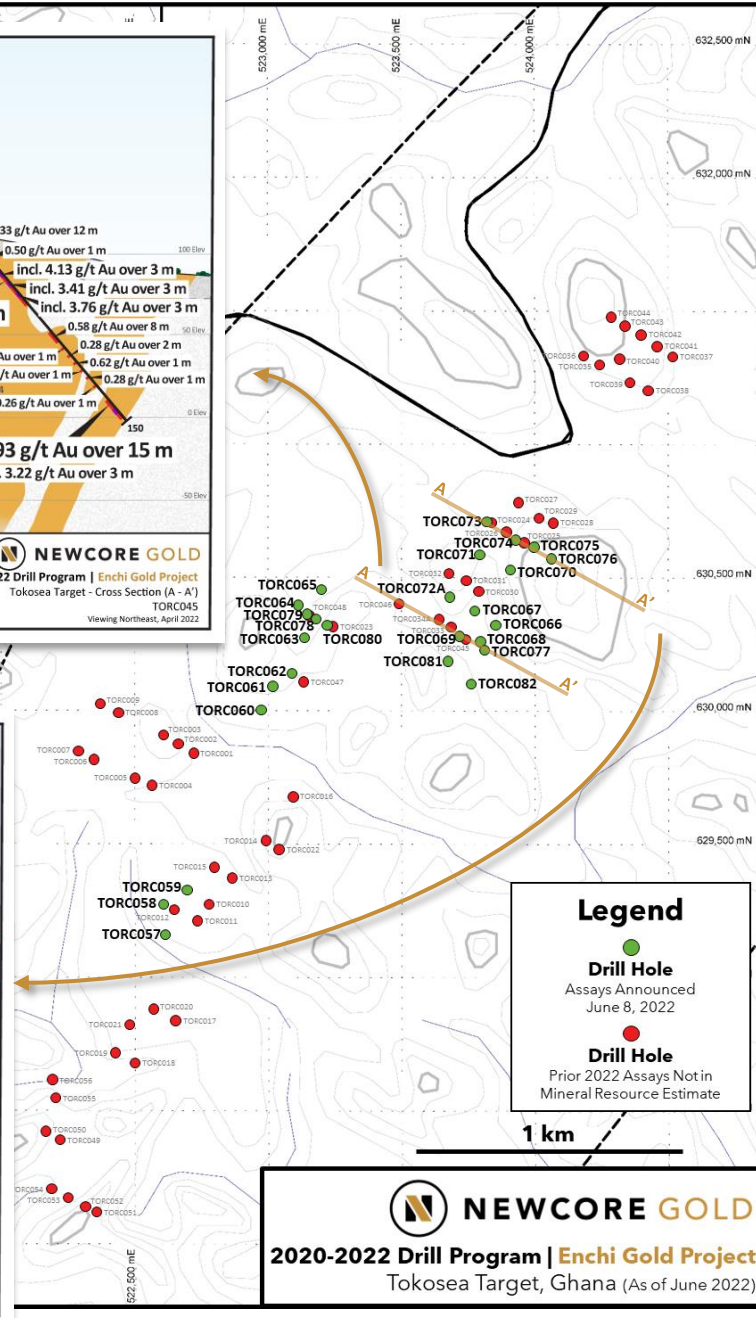 523,000 mE
523,500 mE
524,000 mE
632,500 mN
632,000 mN
33 g/t Au over 12 m
0.50 g/t Au over 1 m
100 Elev
incl. 4.13 g/t Au over 3 m
incl. 3.41 g/t Au over 3 m
incl. 3.76 g/t Au over 3 m
0.58 g/t Au over 8 m
50 Elev
0.28 g/t Au over 2 m
Au over 1 m
0.62 g/t Au over 1 m
/t Au over 1 m
0.28 g/t Au over 1 m
0.26 g/t Au over 1 m
0 Elev
150
93 g/t Au over 15 m
. 3.22 g/t Au over 3 m
-50 Elev
NEWCORE GOLD
22 Drill Program | Enchi Gold Project
Tokosea Target - Cross Section (A - A')
TORC045
Viewing Northeast, April 2022
TORC044
TORC043
TORC042
TORC041
TORC036
TORC037
TORC035
TORC040
TORC039
TORC038
A
TORC027
TORC029
TORC073
TORC024
TORC028
TORC026
TORC025
TORC074
TORC075
TORC071
TORC076
TORC070
A
TORC032
630,500 mN
TORC065
TORC031
TORC072A
TORC030
TORC064
TORC048
TORC046
A'
TORC079
TORC067
TORC078
TORC023
TORC034A
TORC066
TORC033
TORC063
TORC080
TORC069
TORC068
TORC045
TORC077
TORC081
TORC062
TORC047
TORC061
TORC082
A'
TORC060
630,000 mN
TORC009
TORC008
TORC003
TORC002
TORC007
TORC001
TORC006
TORC005
TORC004
TORC016
TORC014
TORC022
629,500 mN
TORC015
TORC013
TORC059
TORC058
TORC010
TORC012
TORC011
TORC057
Legend
Drill Hole
Assays Announced
June 8, 2022
Drill Hole
Prior 2022 Assays Not in
Mineral Resource Estimate
TORC020
TORC021
TORC017
TORC019
TORC018
TORC056
TORC055
TORC050
TORC049
1 km
TORC054
TORC053
TORC052
TORC051
522,500 mE
NEWCORE GOLD
2020-2022 Drill Program | Enchi Gold Project
Tokosea Target, Ghana (As of June 2022)